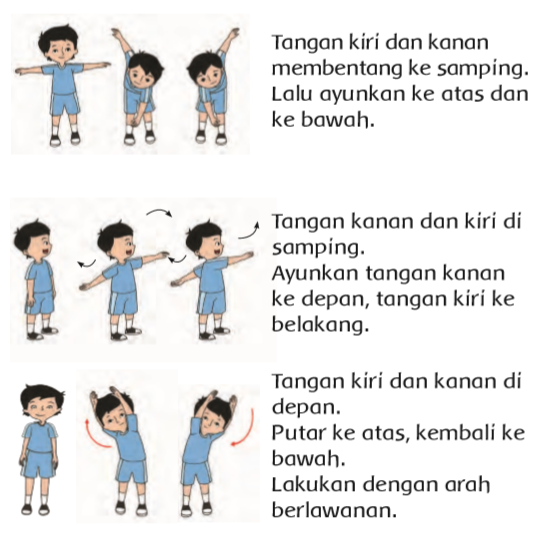 Tangan kiri dan kanan
membentang ke samping.
Lalu ayunkan ke atas dan
ke bawah.
Tangan kanan dan kiri di
samping.
Ayunkan tangan kanan
ke depan, tangan kiri ke
belakang.
Tangan kiri dan kanan di
depan.
Putar ke atas, kembali ke
bawah.
Lakukan dengan arah
berlawanan.